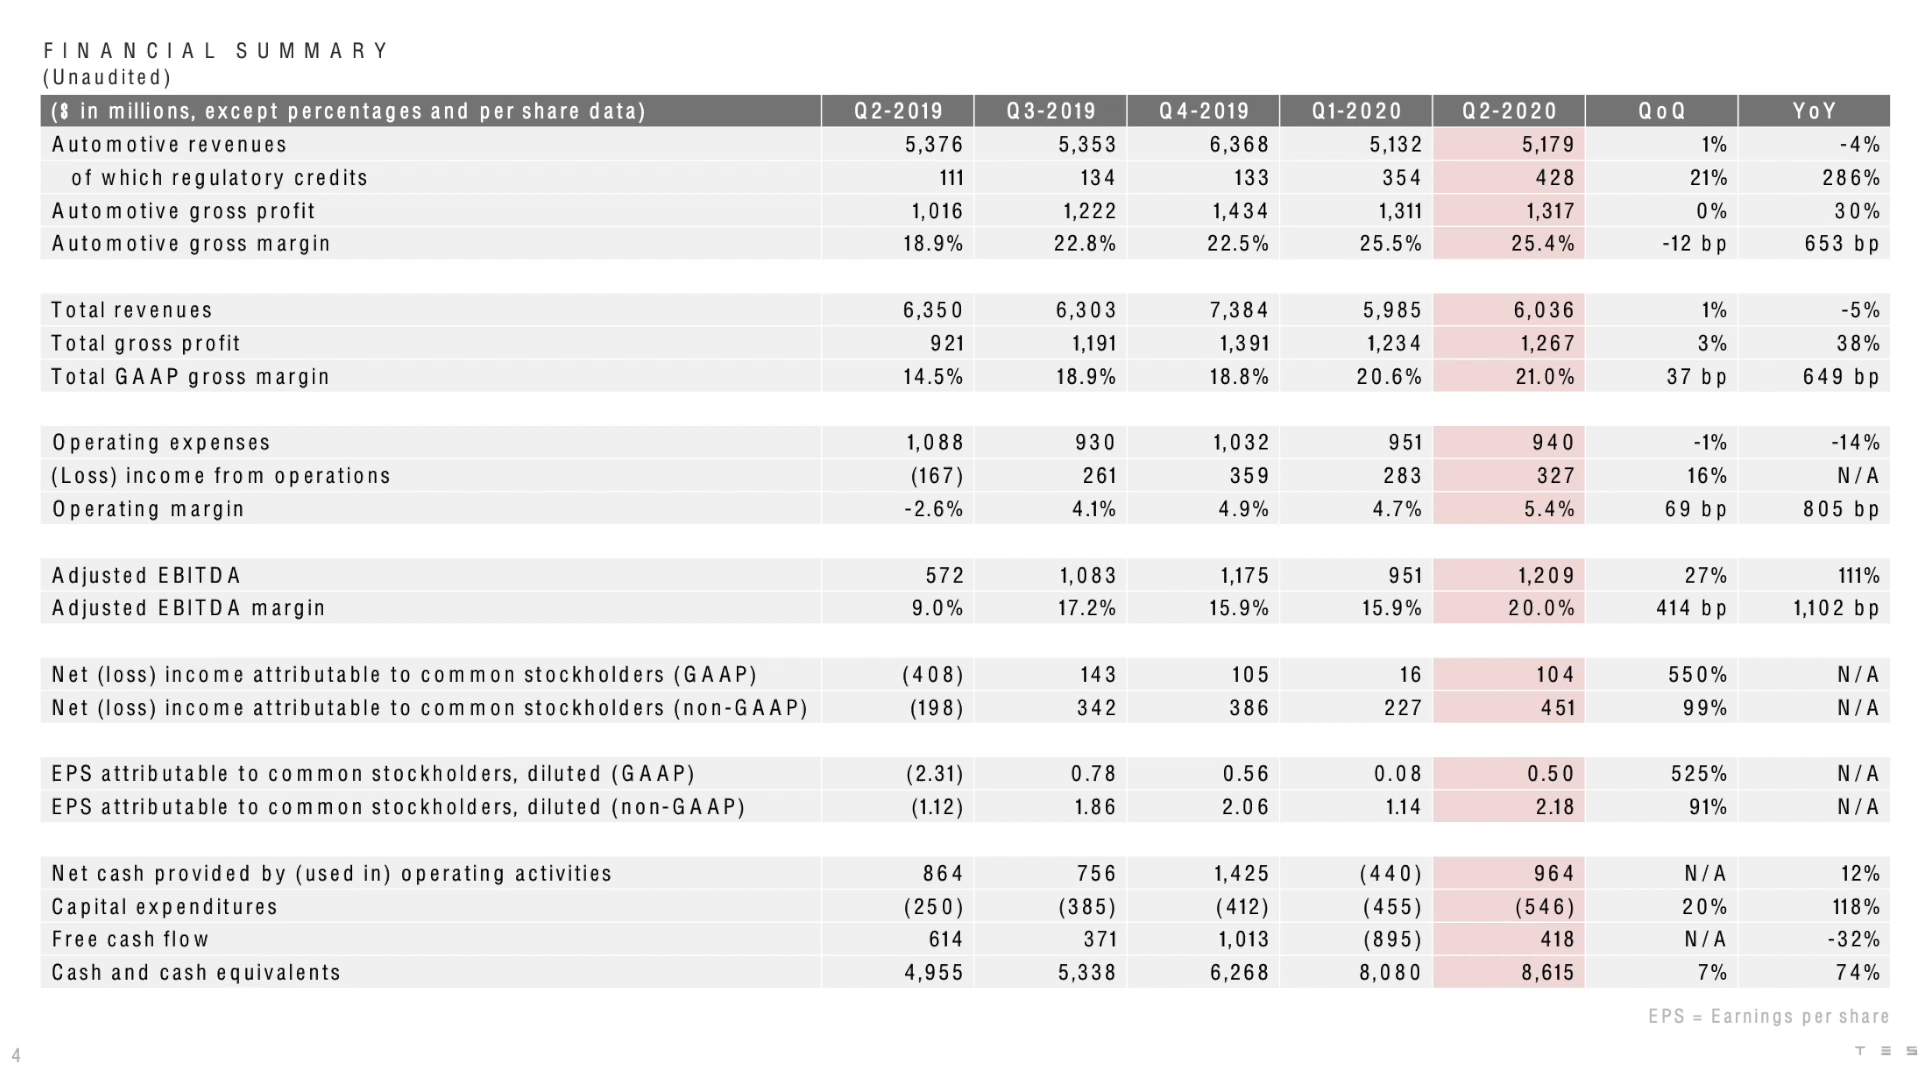 FINANCIAL SUMMARY
(Unaudited)
($ in millions, except percentages and per share data) Q2-2019 Q3-2019 Q4-2019 Q1-2020 Q2-2020 QoQ YoY
Automotive revenues 5,376 5,353 6,368 5,132 5,179 1% -4%
of which regulatory credits 111 134 133 354 428 21% 286%
Automotive gross profit 1,016 1,222 1,434 1,311 1,317 0% 30%
Automotive gross margin 18.9% 22.8% 22.5% 25.5% 25.4% -12 bp 653 bp
Total revenues 6,350 6,303 7,384 5,985 6,036 1% -5%
Total gross profit 921 1,191 1,391 1,234 1,267 3% 38%
Total GAAP gross margin 14.5% 18.9% 18.8% 20.6% 21.0% 37 bp 649 bp
Operating expenses 1,088 930 1,032 951 940 -1% -14%
(Loss) income from operations (167) 261 359 283 327 16% N/A
Operating margin -2.6% 4.1% 4.9% 4.7% 5.4% 69 bp 805 bp
Adjusted EBITDA 572 1,083 1,175 951 1,209 27% 111%
Adjusted EBITDA margin 9.0% 17.2% 15.9% 15.9% 20.0% 414 bp 1,102 bp
Net (loss) income attributable to common stockholders (GAAP) (408) 143 105 16 104 550% N/A
Net (loss) income attributable to common stockholders (non-GAAP) (198) 342 386 227 451 99% N/A
EPS attributable to common stockholders, diluted (GAAP) (2.31) 0.78 0.56 0.08 0.50 525% N/A
EPS attributable to common stockholders, diluted (non-GAAP) (1.12) 1.86 2.06 1.14 2.18 91% N/A
Net cash provided by (used in) operating activities 864 756 1,425 (440) 964 N/A 12%
Capital expenditures (250) (385) (412) (455) (546) 20% 118%
Free cash flow 614 371 1,013 (895) 418 N/A -32%
Cash and cash equivalents 4,955 5,338 6,268 8,080 8,615 7% 74%
EPS = Earnings per share
4
TES